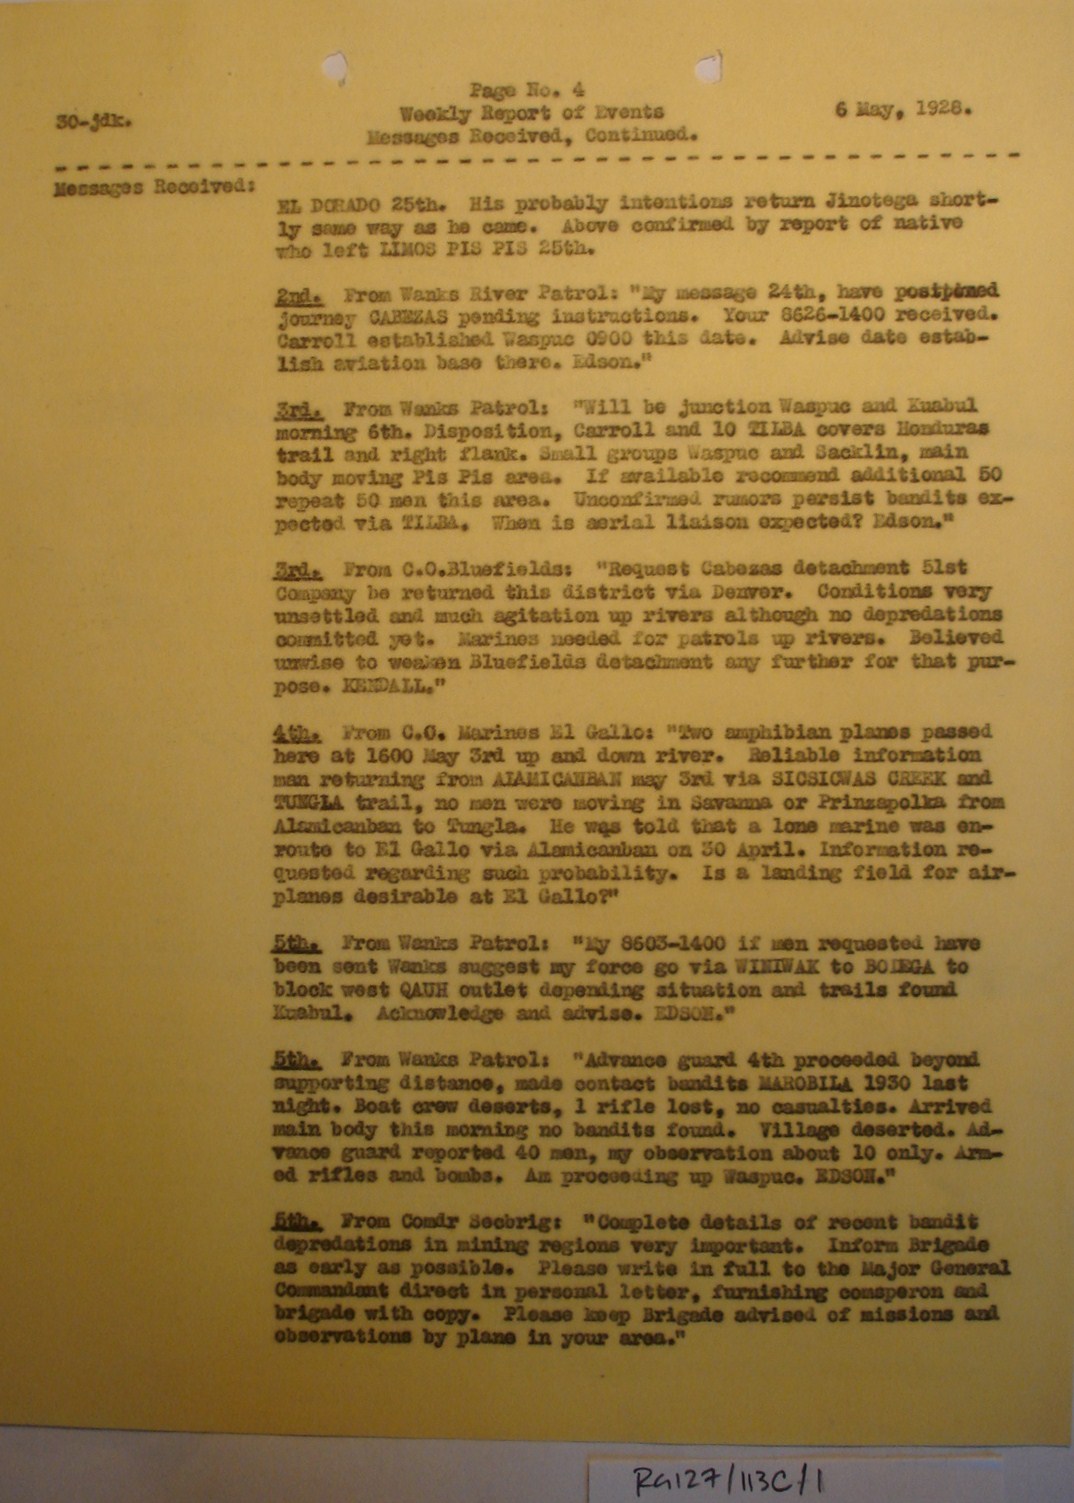 Page No. 4
30-jdk.
Weekly Report of Events
6 May, 1928.
Messages Received, Continued.
Messages Received:
EL DORADO 25th. His probably intentions return Jinotega short-
ly same way as he came. Above confirmed by report of native
who left LIMOS PIS PIS 25th.
2nd. From Wanks River Patrol: "My message 24th, have postponed
journey CABEZAS pending instructions. Your 8626-1400 received.
Carroll established Waspuc 0900 this date. Advise date estab-
lish aviation base there. Edson."
3rd. From Wanks Patrol: "Will be junction Waspuc and Kuabul
morning 6th. Disposition, Carroll and 10 TILBA covers Honduras
trail and right flank. Small groups Waspuc and Sacklin, main
body moving Pis Pis area. If available recommend additional 50
repeat 50 men this area. Unconfirmed rumors persist bandits ex-
pected via TILBA. When is aerial liaison expected? Edson."
3rd. From C.O.Bluefields: "Request Cabezas detachment 51st
Company be returned this district via Denver. Conditions very
unsettled and much agitation up rivers although no depredations
committed yet. Marines needed for patrols up rivers. Believed
unwise to weaken Bluefields detachment any further for that pur-
pose. KENDALL."
4th. From C.O. Marines El Gallo: "Two amphibian planes passed
here at 1600 May 3rd up and down river. Reliable information
man returning from ALAMICANBAN may 3rd via SICSICWAS CREEK and
TUNGLA trail, no men were moving in Savanna or Prinzapolka from
Alamicanban to Tungla. He was told that a lone marine was en-
route to El Gallo via Alamicanban on 30 April. Information re-
quested regarding such probability. Is a landing field for air-
planes desirable at El Gallo?"
5th. From Wanks Patrol: "My 8603-1400 if men requested have
been sent Wanks suggest my force go via WINIWAK to BODEGA to
block west QAUH outlet depending situation and trails found
Kuabul. Acknowledge and advise. EDSON."
5th. From Wanks Patrol: "Advance guard 4th proceeded beyond
supporting distance, made contact bandits MAROBILA 1930 last
night. Boat crew deserts, 1 rifle lost, no casualties. Arrived
main body this morning no bandits found. Village deserted. Ad-
vance guard reported 40 men, my observation about 10 only. Arm-
ed rifles and bombs. Am proceeding up Waspuc. EDSON."
5th. From Comdr Seobrig: "Complete details of recent bandit
depredations in mining regions very important. Inform Brigade
as early as possible. Please write in full to the Major General
Commandant direct in personal letter, furnishing comsperon and
brigade with copy. Please keep Brigade advised of missions and
observations by plane in your area."
RG127/113C/1